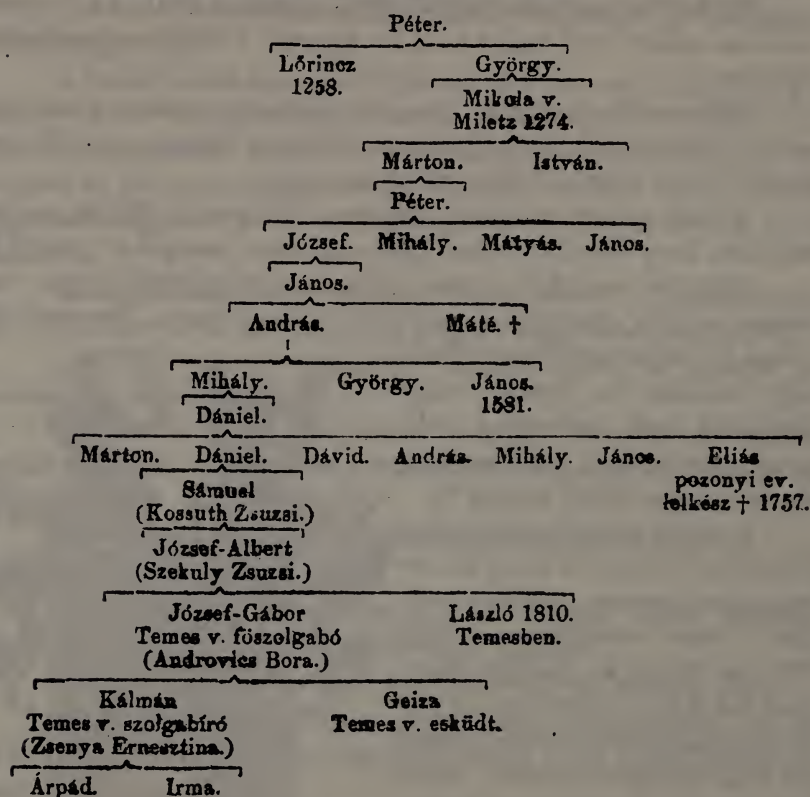 Péter.
Lőrincz György.
1258. Mikola v.
Miletz 1274.
Márton. István.
Péter.
József. Mihály. Mátyás. János.
János.
András. Máté. †
Mihály. György. János.
1581.
Dániel.
Márton. Dániel. Dávid. András. Mihály. János. Eliás
Sámuel pozonyi ev.
(Kossuth Zsuzsi.) lelkész † 1757.
József-Albert
(Szekuly Zsuzsi.)
József-Gábor László 1810.
Temes v. föszolgabó Temesben.
(Androvics Bora.)
Kálmán Geiza
Temes v. szolgabíró Temes v. esküdt.
(Zsenya Ernesztina.)
Árpád. Irma.